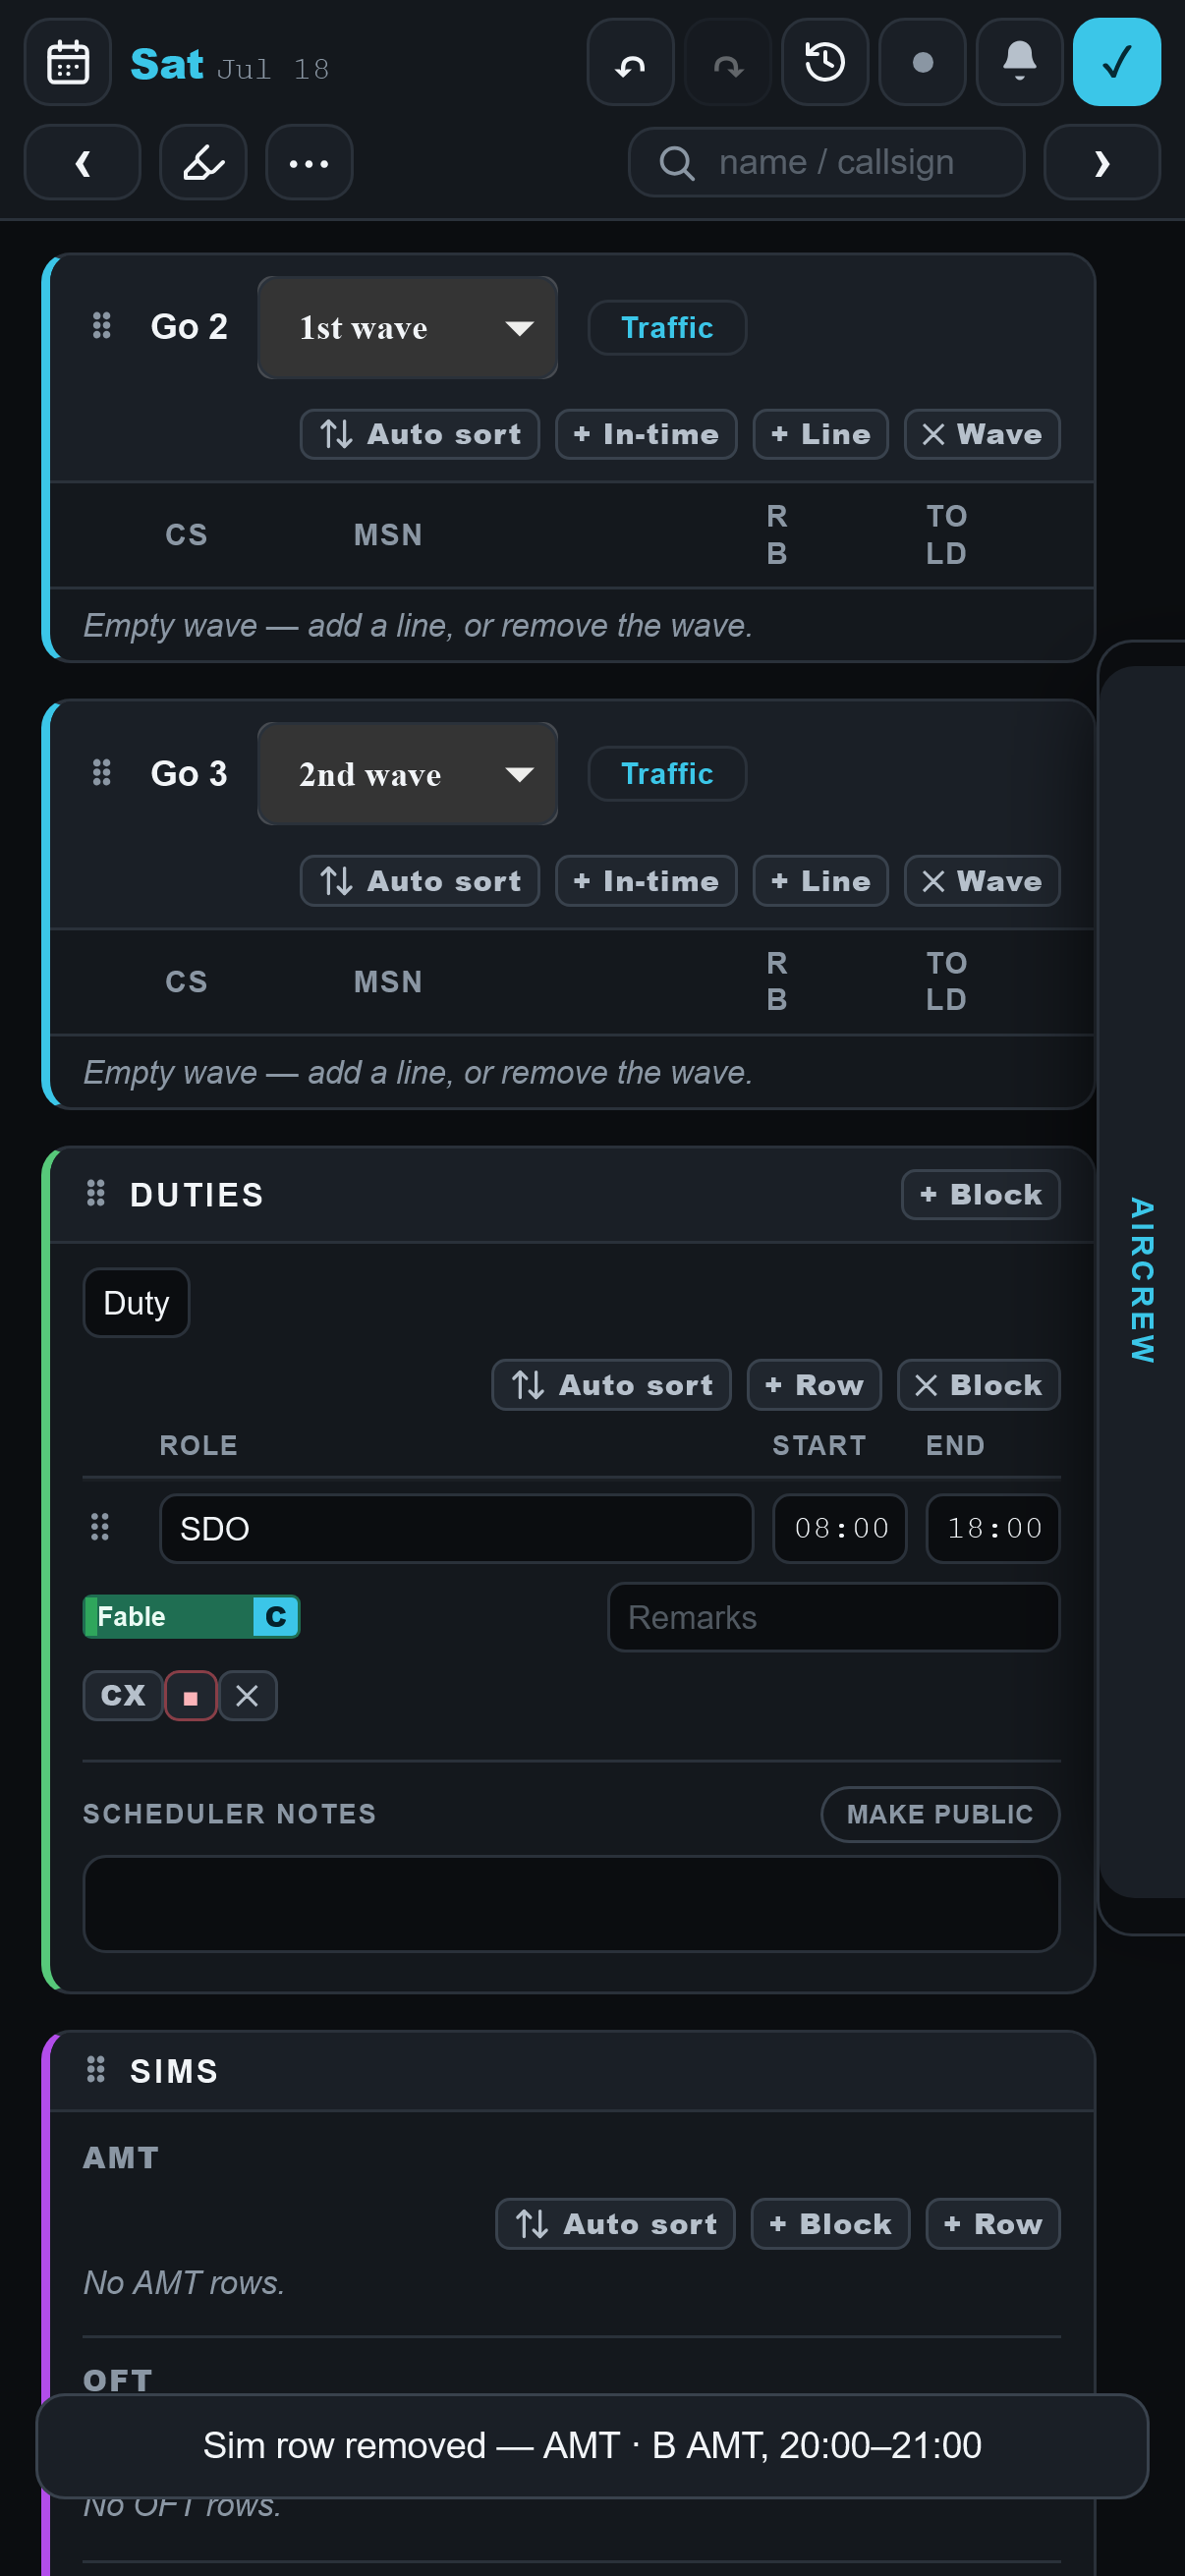 Sat Jul 18
name / callsign
Go 2 1st wave Traffic
Auto sort + In-time + Line × Wave
CS MSN R B TO LD
Empty wave — add a line, or remove the wave.
Go 3 2nd wave Traffic
Auto sort + In-time + Line × Wave
CS MSN R B TO LD
Empty wave — add a line, or remove the wave.
AIRCREW
DUTIES + Block
Duty
Auto sort + Row × Block
ROLE START END
SDO 08:00 18:00
Fable C Remarks
CX
SCHEDULER NOTES MAKE PUBLIC
SIMS
AMT
Auto sort + Block + Row
No AMT rows.
OFT
Sim row removed — AMT · B AMT, 20:00–21:00
No OFT rows.